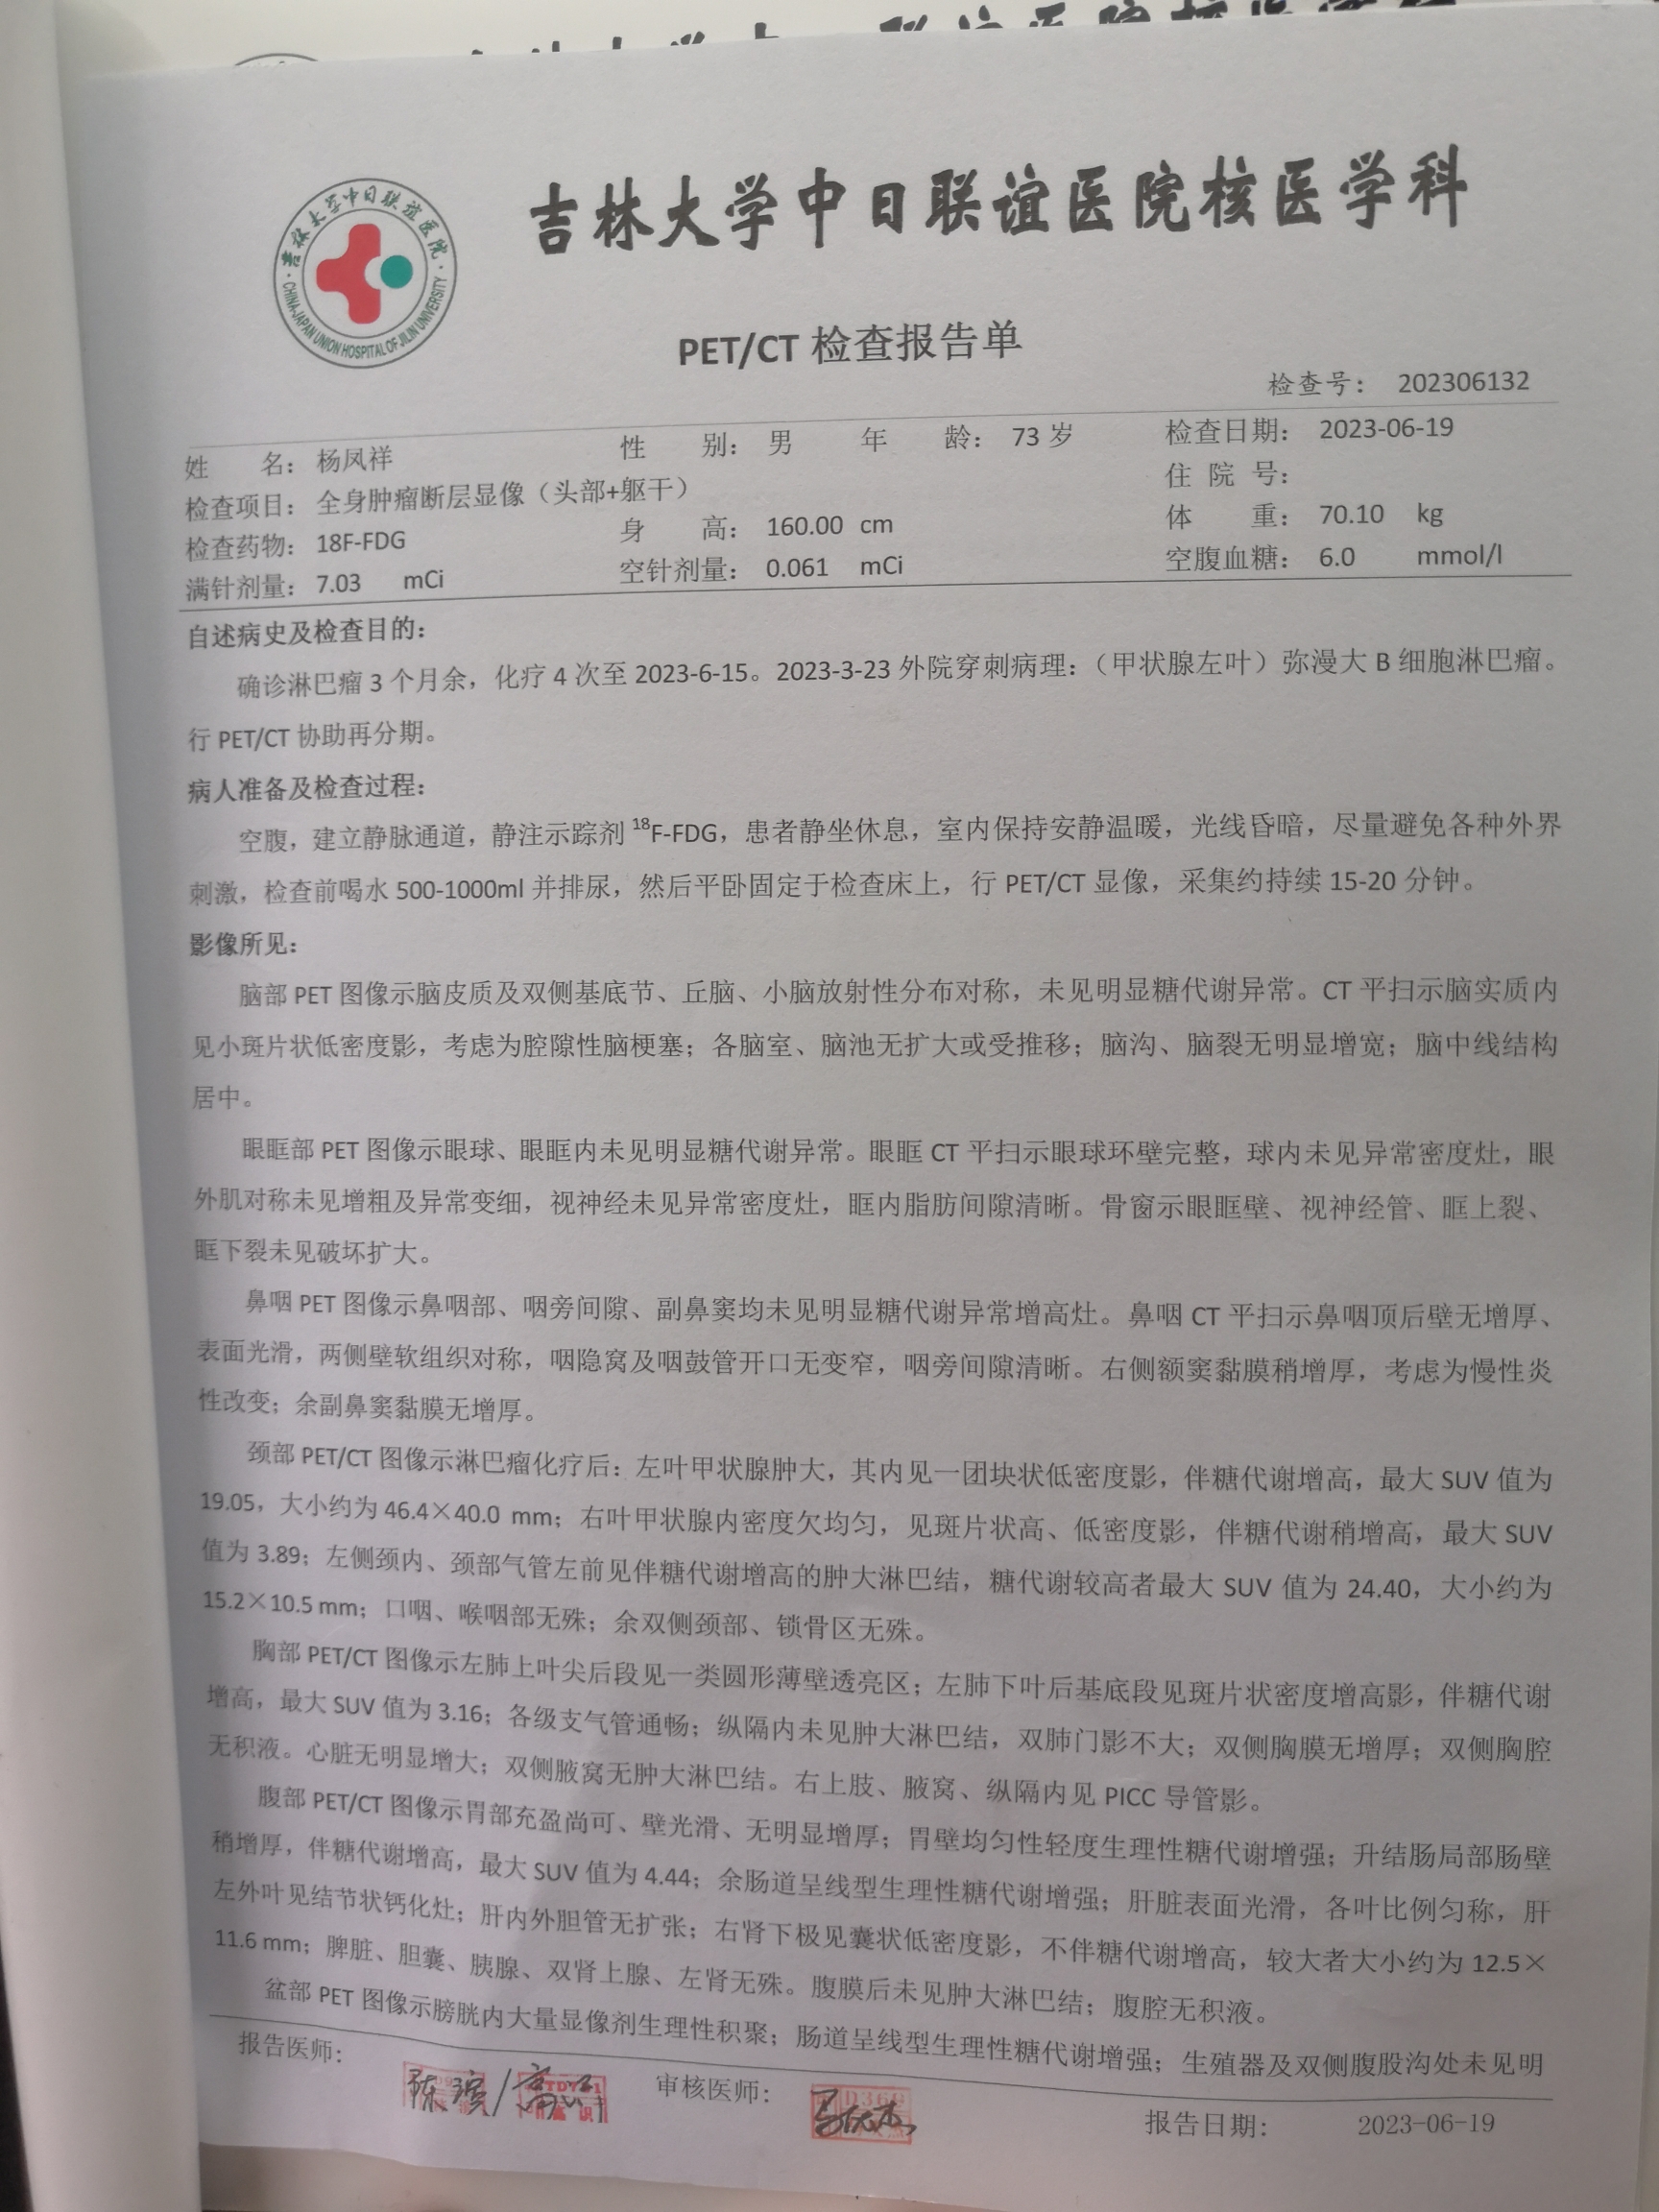 吉林大学中日联谊医院
CHINA-JAPAN UNION HOSPITAL OF JILIN UNIVERSITY
吉林大学中日联谊医院核医学科
PET/CT 检查报告单
检查号： 202306132
姓 名： 杨凤祥 性 别： 男 年 龄： 73 岁 检查日期： 2023-06-19
检查项目： 全身肿瘤断层显像（头部+躯干） 住 院 号：
检查药物： 18F-FDG 身 高： 160.00 cm 体 重： 70.10 kg
满针剂量： 7.03 mCi 空针剂量： 0.061 mCi 空腹血糖： 6.0 mmol/l
自述病史及检查目的：
确诊淋巴瘤 3 个月余，化疗 4 次至 2023-6-15。2023-3-23 外院穿刺病理：（甲状腺左叶）弥漫大 B 细胞淋巴瘤。
行 PET/CT 协助再分期。
病人准备及检查过程：
空腹，建立静脉通道，静注示踪剂 18F-FDG，患者静坐休息，室内保持安静温暖，光线昏暗，尽量避免各种外界
刺激，检查前喝水 500-1000ml 并排尿，然后平卧固定于检查床上，行 PET/CT 显像，采集约持续 15-20 分钟。
影像所见：
脑部 PET 图像示脑皮质及双侧基底节、丘脑、小脑放射性分布对称，未见明显糖代谢异常。CT 平扫示脑实质内
见小斑片状低密度影，考虑为腔隙性脑梗塞；各脑室、脑池无扩大或受推移；脑沟、脑裂无明显增宽；脑中线结构
居中。
眼眶部 PET 图像示眼球、眼眶内未见明显糖代谢异常。眼眶 CT 平扫示眼球环壁完整，球内未见异常密度灶，眼
外肌对称未见增粗及异常变细，视神经未见异常密度灶，眶内脂肪间隙清晰。骨窗示眼眶壁、视神经管、眶上裂、
眶下裂未见破坏扩大。
鼻咽 PET 图像示鼻咽部、咽旁间隙、副鼻窦均未见明显糖代谢异常增高灶。鼻咽 CT 平扫示鼻咽顶后壁无增厚、
表面光滑，两侧壁软组织对称，咽隐窝及咽鼓管开口无变窄，咽旁间隙清晰。右侧额窦黏膜稍增厚，考虑为慢性炎
性改变；余副鼻窦黏膜无增厚。
颈部 PET/CT 图像示淋巴瘤化疗后：左叶甲状腺肿大，其内见一团块状低密度影，伴糖代谢增高，最大 SUV 值为
19.05，大小约为 46.4×40.0 mm；右叶甲状腺内密度欠均匀，见斑片状高、低密度影，伴糖代谢稍增高，最大 SUV
值为 3.89；左侧颈内、颈部气管左前见伴糖代谢增高的肿大淋巴结，糖代谢较高者最大 SUV 值为 24.40，大小约为
15.2×10.5 mm；口咽、喉咽部无殊；余双侧颈部、锁骨区无殊。
胸部 PET/CT 图像示左肺上叶尖后段见一类圆形薄壁透亮区；左肺下叶后基底段见斑片状密度增高影，伴糖代谢
增高，最大 SUV 值为 3.16；各级支气管通畅；纵隔内未见肿大淋巴结，双肺门影不大；双侧胸膜无增厚；双侧胸腔
无积液。心脏无明显增大；双侧腋窝无肿大淋巴结。右上肢、腋窝、纵隔内见 PICC 导管影。
腹部 PET/CT 图像示胃部充盈尚可、壁光滑、无明显增厚；胃壁均匀性轻度生理性糖代谢增强；升结肠局部肠壁
稍增厚，伴糖代谢增高，最大 SUV 值为 4.44；余肠道呈线型生理性糖代谢增强；肝脏表面光滑，各叶比例匀称，肝
左外叶见结节状钙化灶；肝内外胆管无扩张；右肾下极见囊状低密度影，不伴糖代谢增高，较大者大小约为 12.5×
11.6 mm；脾脏、胆囊、胰腺、双肾上腺、左肾无殊。腹膜后未见肿大淋巴结；腹腔无积液。
盆部 PET 图像示膀胱内大量显像剂生理性积聚；肠道呈线型生理性糖代谢增强；生殖器及双侧腹股沟处未见明
报告医师： 审核医师： 报告日期： 2023-06-19